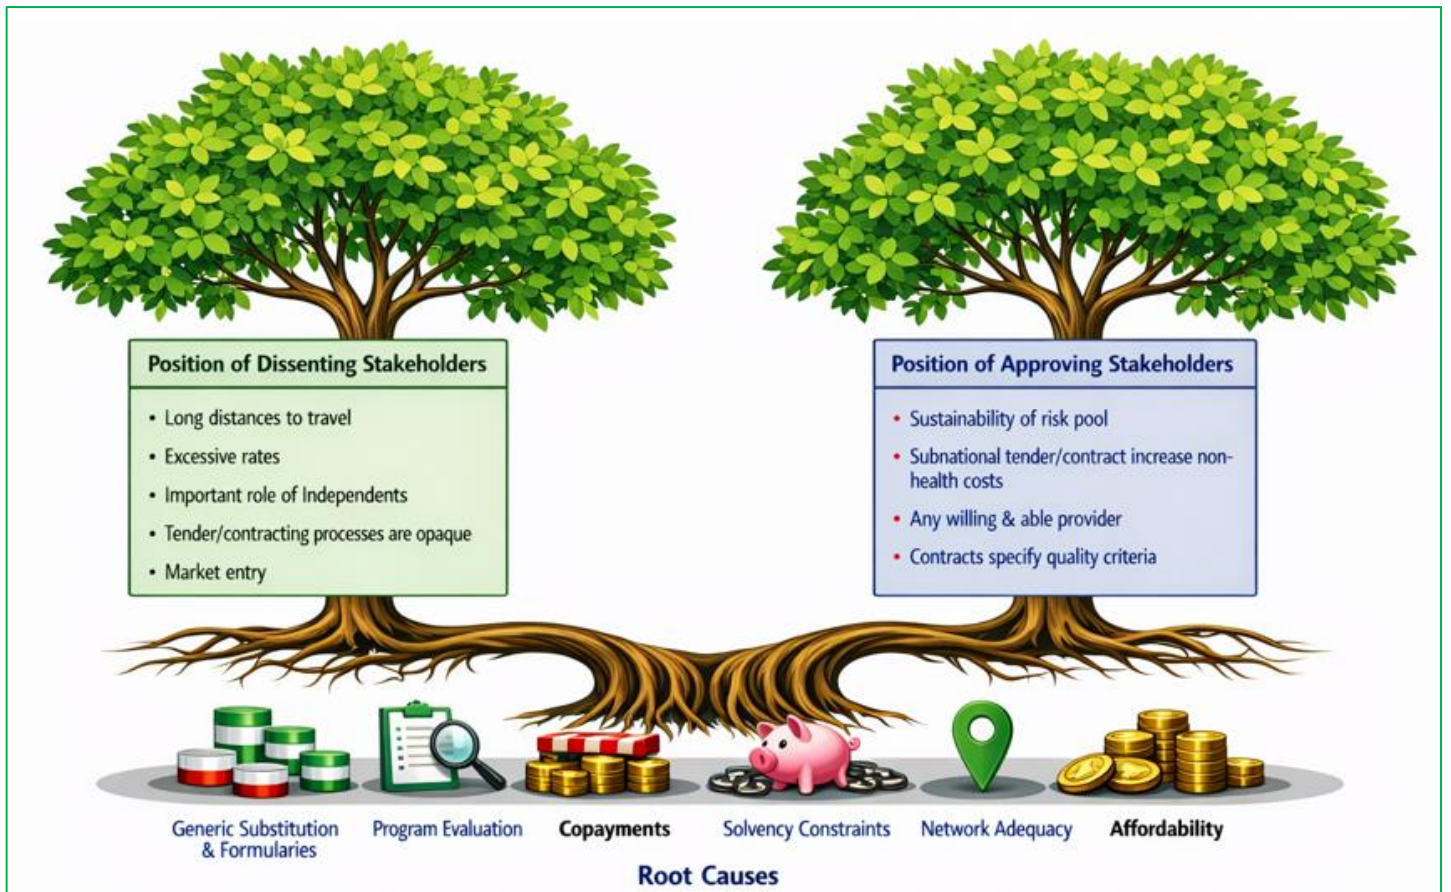 Position of Dissenting Stakeholders
• Long distances to travel
• Excessive rates
• Important role of Independents
• Tender/contracting processes are opaque
• Market entry
Position of Approving Stakeholders
• Sustainability of risk pool
• Subnational tender/contract increase non-
health costs
• Any willing & able provider
• Contracts specify quality criteria
Generic Substitution
& Formularies
Program Evaluation
Copayments
Solvency Constraints
Network Adequacy
Affordability
Root Causes